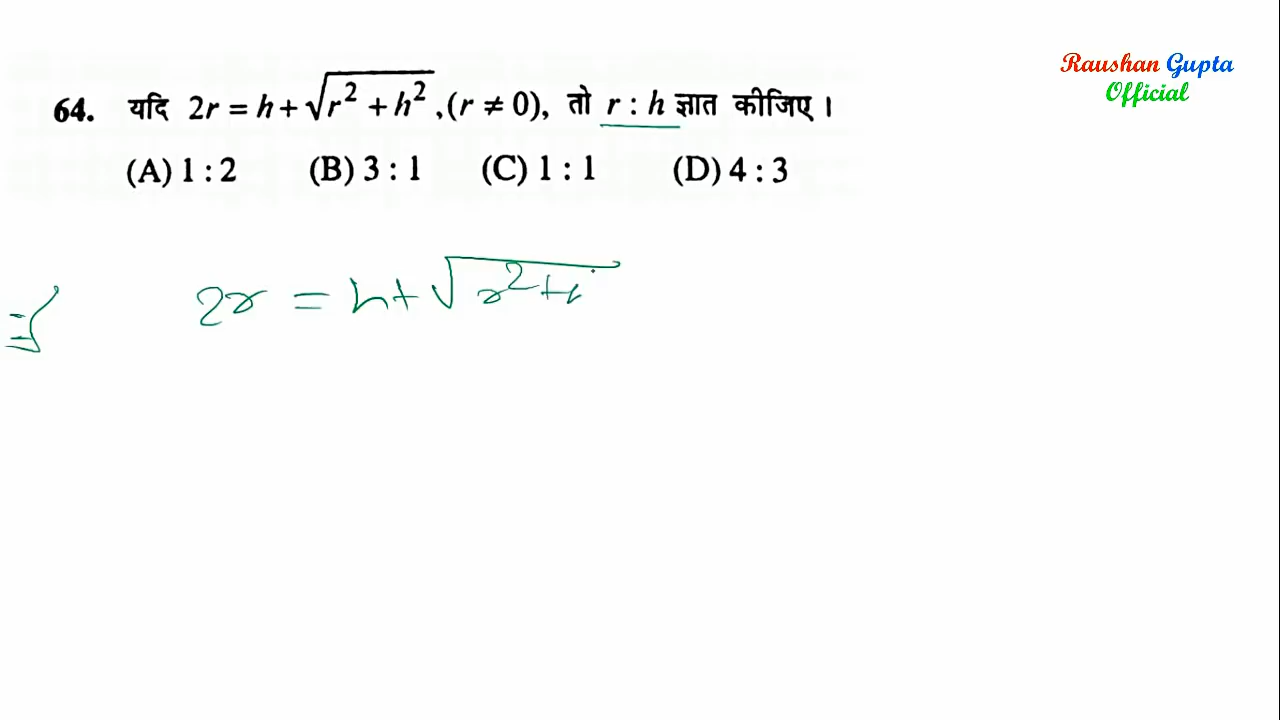 Raushan Gupta
Official
64. यदि 2r = h + √(r² + h²), (r ≠ 0), तो r : h ज्ञात कीजिए ।
(A) 1 : 2 (B) 3 : 1 (C) 1 : 1 (D) 4 : 3
2r = h + √(r² +